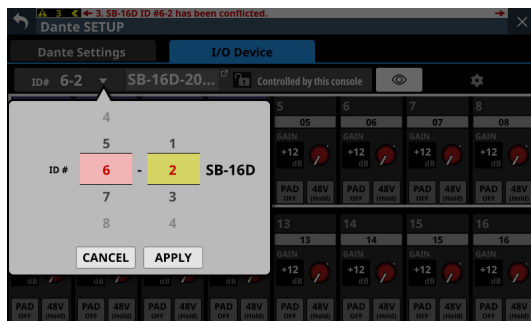 3 3. SB-16D ID #6-2 has been conflicted.
Dante SETUP
Dante Settings I/O Device
ID# 6-2 SB-16D-20... Controlled by this console
4
5 1
ID # 6 - 2 SB-16D
7 3
8 4
CANCEL APPLY
5 6 7 8
05 06 07 08
GAIN GAIN GAIN GAIN
+12 +12 +12 +12
dB dB dB dB
PAD OFF 48V (Hold) PAD OFF 48V (Hold) PAD OFF 48V (Hold) PAD OFF 48V (Hold)
13 14 15 16
13 14 15 16
GAIN GAIN GAIN GAIN
+12 +12 +12 +12
dB dB dB dB dB dB dB dB
PAD 48V PAD 48V PAD 48V PAD 48V PAD 48V PAD 48V PAD 48V PAD 48V
OFF (Hold) OFF (Hold) OFF (Hold) OFF (Hold) OFF (Hold) OFF (Hold) OFF (Hold) OFF (Hold)